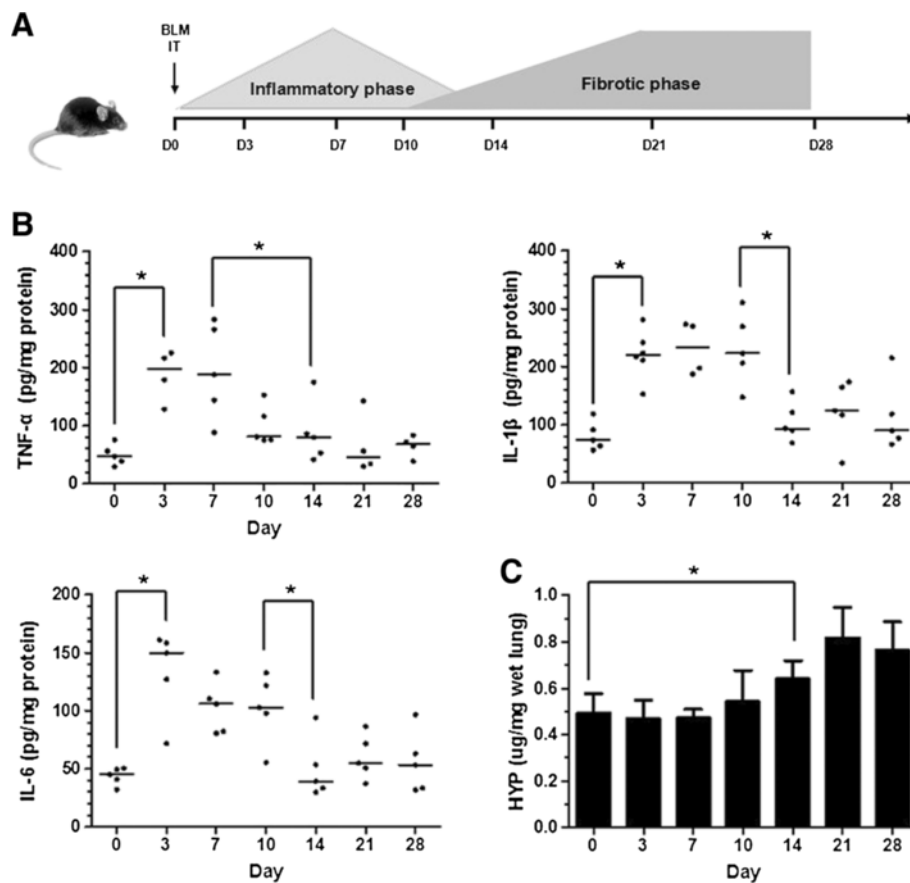 A
BLM
IT
Inflammatory phase
Fibrotic phase
D0 D3 D7 D10 D14 D21 D28
B
TNF-α (pg/mg protein)
400
300
200
100
0
* *
0 3 7 10 14 21 28
Day
IL-1β (pg/mg protein)
400
300
200
100
0
* *
0 3 7 10 14 21 28
Day
IL-6 (pg/mg protein)
200
150
100
50
0
* *
0 3 7 10 14 21 28
Day
C
HYP (ug/mg wet lung)
1.0
0.8
0.6
0.4
0.2
0.0
*
0 3 7 10 14 21 28
Day